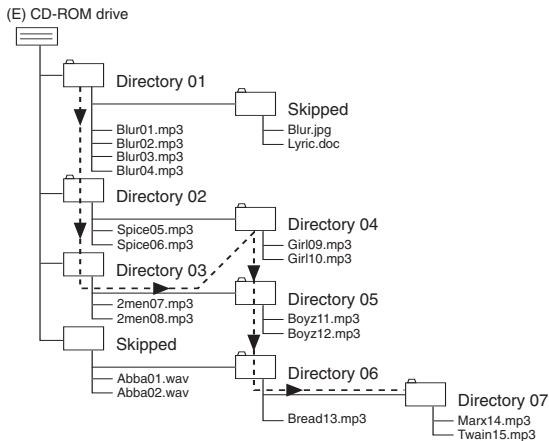 (E) CD-ROM drive
Directory 01
Skipped
Blur01.mp3
Blur02.mp3
Blur03.mp3
Blur04.mp3
Blur.jpg
Lyric.doc
Directory 02
Spice05.mp3
Spice06.mp3
Directory 04
Girl09.mp3
Girl10.mp3
Directory 03
2men07.mp3
2men08.mp3
Directory 05
Boyz11.mp3
Boyz12.mp3
Skipped
Abba01.wav
Abba02.wav
Directory 06
Bread13.mp3
Directory 07
Marx14.mp3
Twain15.mp3